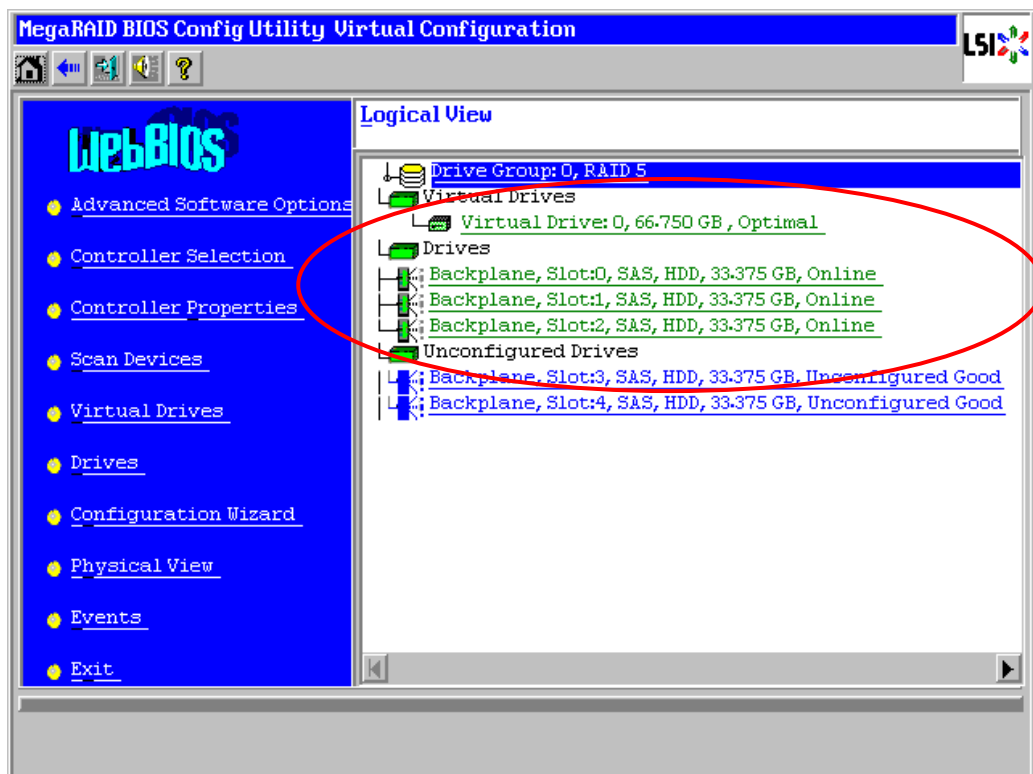 MegaRAID BIOS Config Utility Virtual Configuration
LSI
WebBIOS
Advanced Software Options
Controller Selection
Controller Properties
Scan Devices
Virtual Drives
Drives
Configuration Wizard
Physical View
Events
Exit
Logical View
Drive Group: 0, RAID 5
Virtual Drives
Virtual Drive: 0, 66.750 GB , Optimal
Drives
Backplane, Slot:0, SAS, HDD, 33.375 GB, Online
Backplane, Slot:1, SAS, HDD, 33.375 GB, Online
Backplane, Slot:2, SAS, HDD, 33.375 GB, Online
Unconfigured Drives
Backplane, Slot:3, SAS, HDD, 33.375 GB, Unconfigured Good
Backplane, Slot:4, SAS, HDD, 33.375 GB, Unconfigured Good